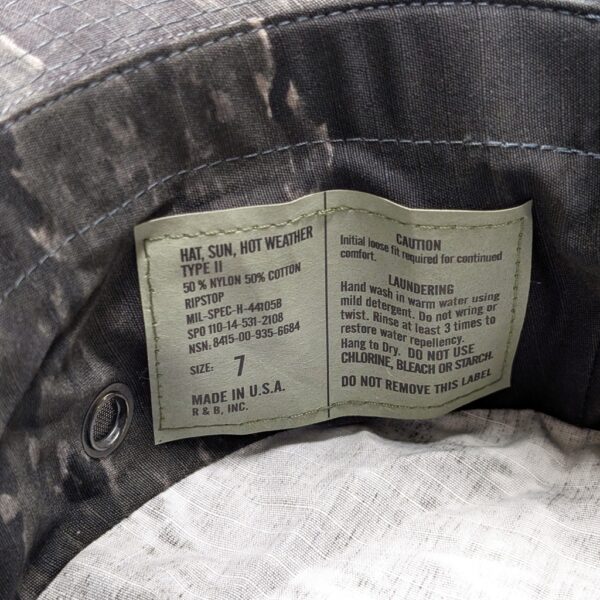 HAT, SUN, HOT WEATHER
TYPE II
50 % NYLON 50% COTTON
RIPSTOP
MIL-SPEC-H-44105B
SPO 110-14-531-2108
NSN: 8415-00-935-6684
SIZE: 7
MADE IN U.S.A.
R & B, INC.
CAUTION
Initial loose fit required for continued
comfort.
LAUNDERING
Hand wash in warm water using
mild detergent. Do not wring or
twist. Rinse at least 3 times to
restore water repellency.
Hang to Dry. DO NOT USE
CHLORINE, BLEACH OR STARCH.
DO NOT REMOVE THIS LABEL